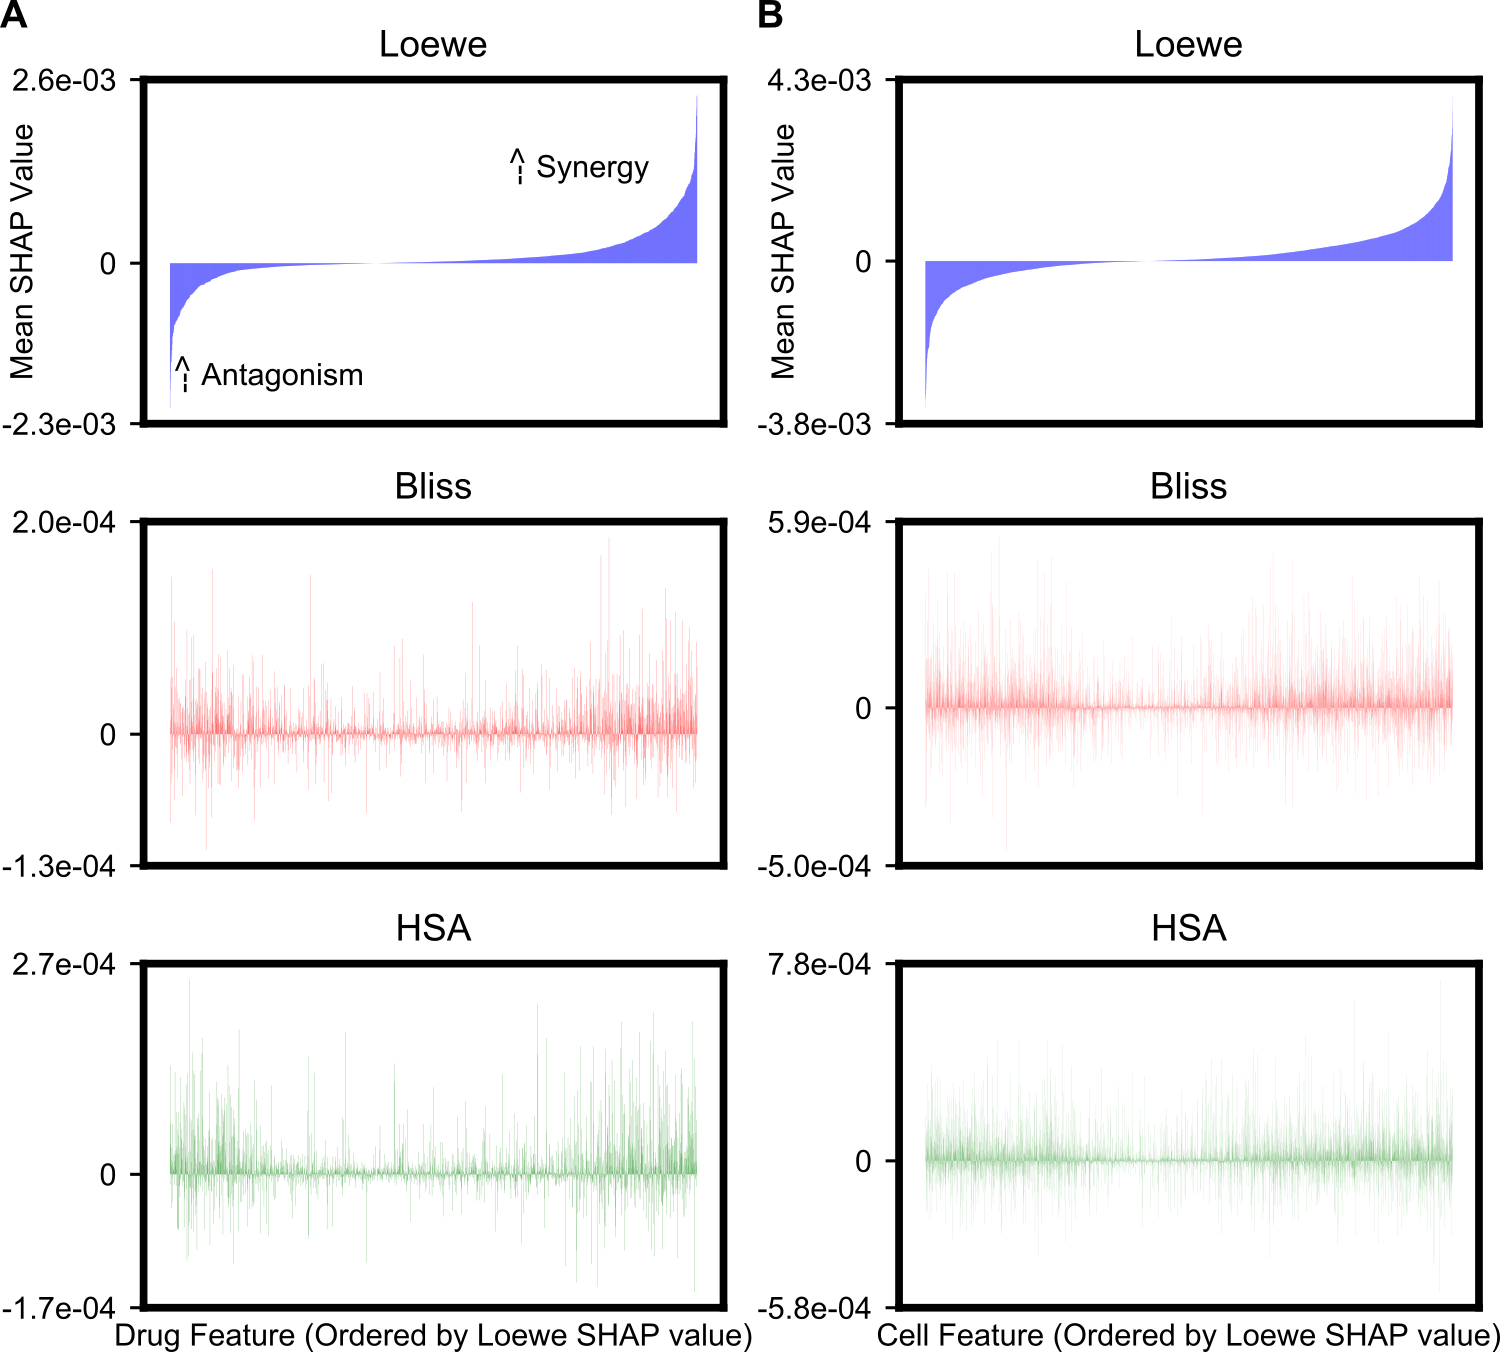 A
Loewe
2.6e-03
0
-2.3e-03
Mean SHAP Value
Synergy
Antagonism
Bliss
2.0e-04
0
-1.3e-04
HSA
2.7e-04
0
-1.7e-04
Drug Feature (Ordered by Loewe SHAP value)
B
Loewe
4.3e-03
0
-3.8e-03
Mean SHAP Value
Bliss
5.9e-04
0
-5.0e-04
HSA
7.8e-04
0
-5.8e-04
Cell Feature (Ordered by Loewe SHAP value)